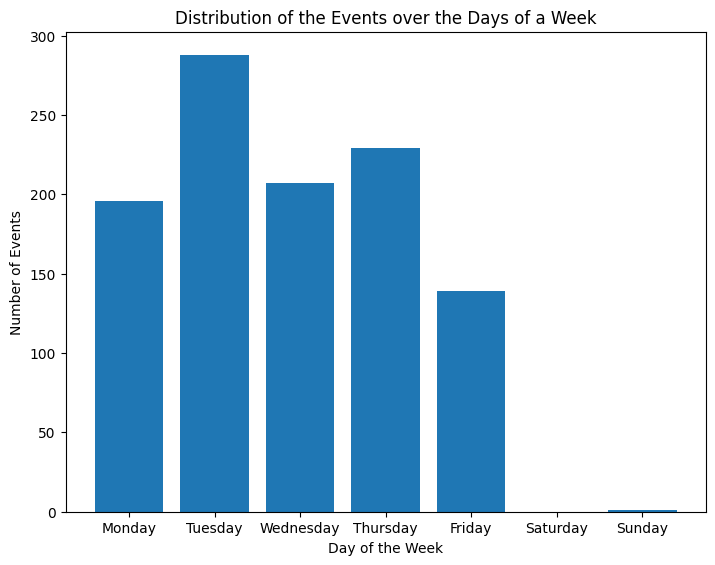 Distribution of the Events over the Days of a Week
Number of Events
300
250
200
150
100
50
0
Monday Tuesday Wednesday Thursday Friday Saturday Sunday
Day of the Week